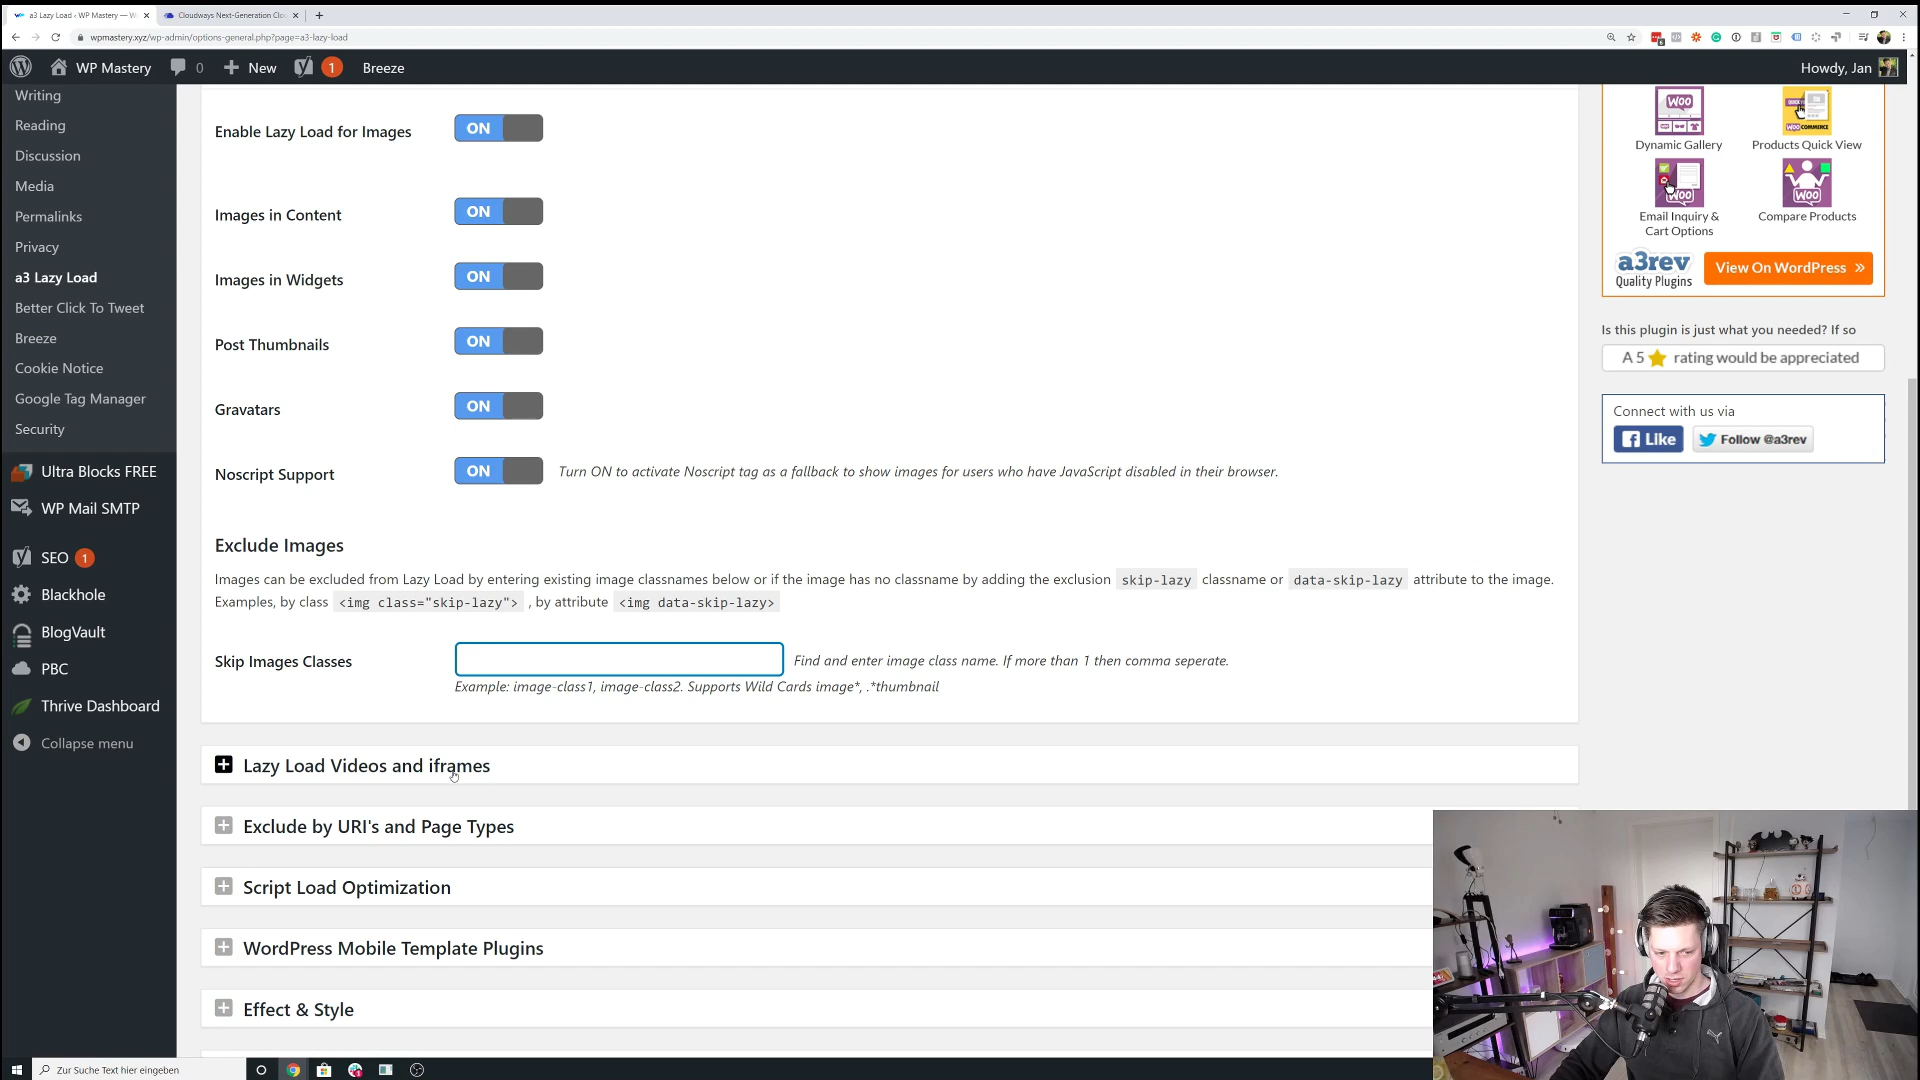 a3 Lazy Load ‹ WP Mastery — W
Cloudways Next-Generation Clo
wpmastery.xyz/wp-admin/options-general.php?page=a3-lazy-load
WP Mastery
0
New
1
Breeze
Howdy, Jan
Writing
Reading
Discussion
Media
Permalinks
Privacy
a3 Lazy Load
Better Click To Tweet
Breeze
Cookie Notice
Google Tag Manager
Security
Ultra Blocks FREE
WP Mail SMTP
SEO 1
Blackhole
BlogVault
PBC
Thrive Dashboard
Collapse menu
Enable Lazy Load for Images
ON
Images in Content
ON
Images in Widgets
ON
Post Thumbnails
ON
Gravatars
ON
Noscript Support
ON
Turn ON to activate Noscript tag as a fallback to show images for users who have JavaScript disabled in their browser.
Exclude Images
Images can be excluded from Lazy Load by entering existing image classnames below or if the image has no classname by adding the exclusion skip-lazy classname or data-skip-lazy attribute to the image.
Examples, by class <img class="skip-lazy"> , by attribute <img data-skip-lazy>
Skip Images Classes
Find and enter image class name. If more than 1 then comma seperate.
Example: image-class1, image-class2. Supports Wild Cards image*, .*thumbnail
Lazy Load Videos and iframes
Exclude by URI's and Page Types
Script Load Optimization
WordPress Mobile Template Plugins
Effect & Style
WOO
WOO COMMERCE
Dynamic Gallery
Products Quick View
WOO
WOO
Email Inquiry &
Cart Options
Compare Products
a3rev
Quality Plugins
View On WordPress »
Is this plugin is just what you needed? If so
A 5 rating would be appreciated
Connect with us via
Like
Follow @a3rev
Zur Suche Text hier eingeben